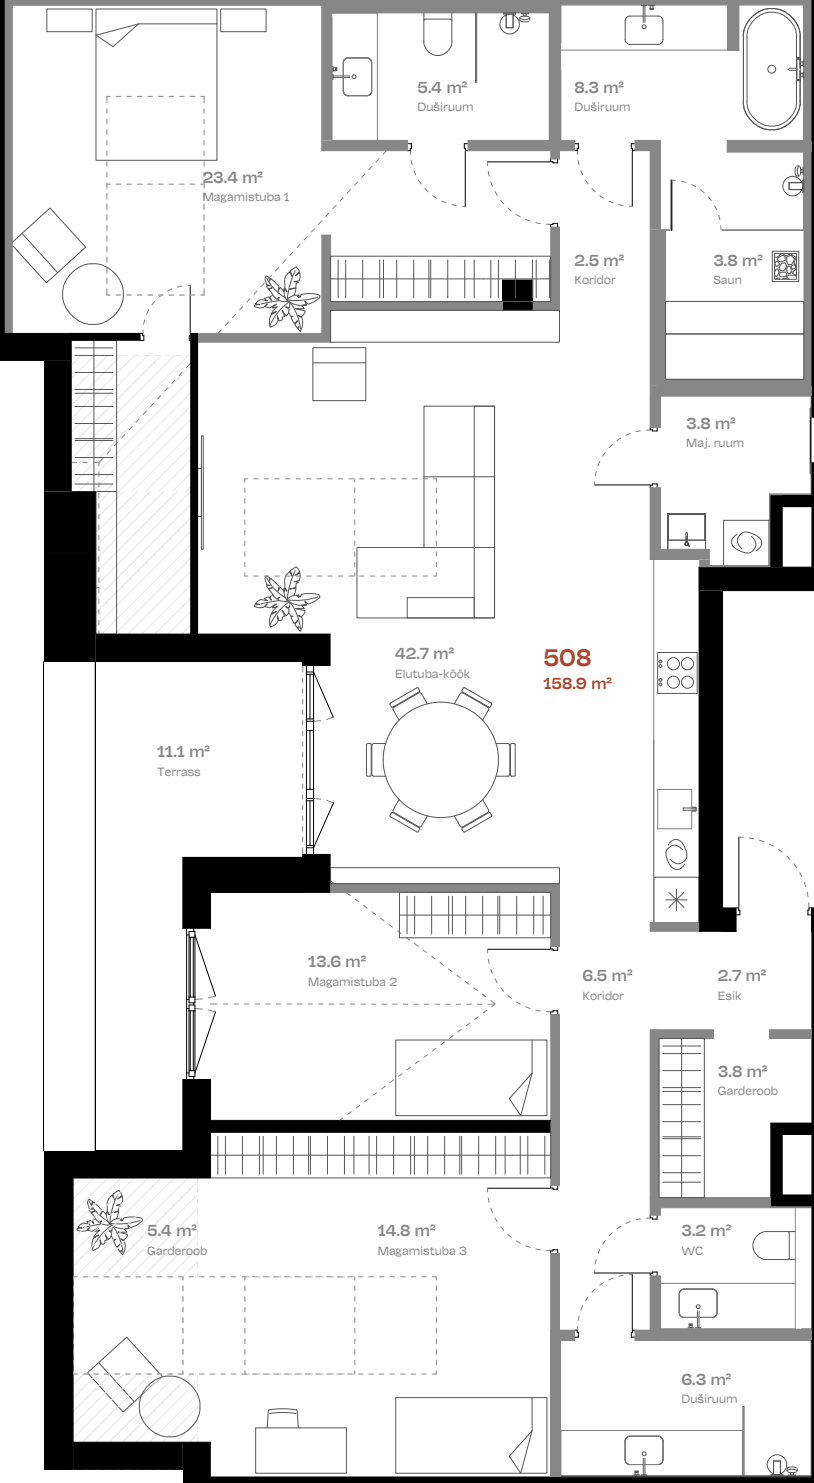 5.4 m²
Duširuum
8.3 m²
Duširuum
23.4 m²
Magamistuba 1
2.5 m²
Koridor
3.8 m²
Saun
3.8 m²
Maj. ruum
42.7 m²
Elutuba-köök
508
158.9 m²
11.1 m²
Terrass
13.6 m²
Magamistuba 2
6.5 m²
Koridor
2.7 m²
Esik
3.8 m²
Garderoob
5.4 m²
Garderoob
14.8 m²
Magamistuba 3
3.2 m²
WC
6.3 m²
Duširuum